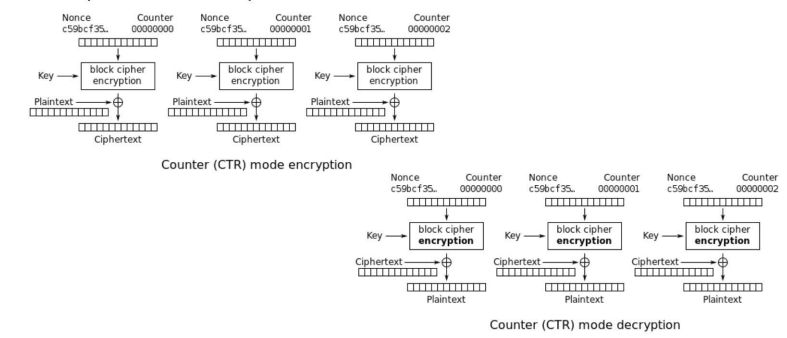 Nonce Counter Nonce Counter Nonce Counter
c59bcf35… 00000000 c59bcf35… 00000001 c59bcf35… 00000002
Key block cipher encryption Key block cipher encryption Key block cipher encryption
Plaintext Plaintext Plaintext
Ciphertext Ciphertext Ciphertext
Counter (CTR) mode encryption
Nonce Counter Nonce Counter Nonce Counter
c59bcf35… 00000000 c59bcf35… 00000001 c59bcf35… 00000002
Key block cipher encryption Key block cipher encryption Key block cipher encryption
Ciphertext Ciphertext Ciphertext
Plaintext Plaintext Plaintext
Counter (CTR) mode decryption